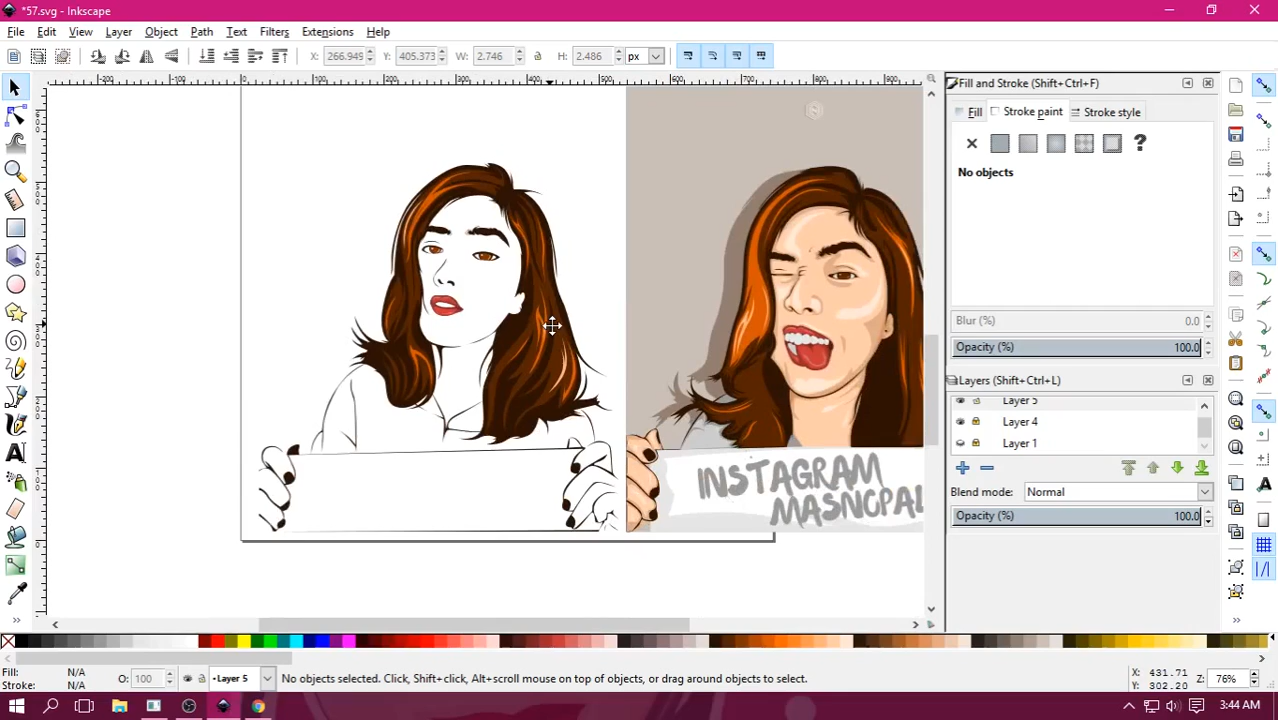 *57.svg - Inkscape
File Edit View Layer Object Path Text Filters Extensions Help
X: 266.949 Y: 405.373 W: 2.746 H: 2.486 px
Fill and Stroke (Shift+Ctrl+F)
Fill Stroke paint Stroke style
?
No objects
Blur (%) 0.0
Opacity (%) 100.0
Layers (Shift+Ctrl+L)
Layer 5
Layer 4
Layer 1
Blend mode: Normal
Opacity (%) 100.0
INSTAGRAM
MASNOPAL
Fill: N/A
Stroke: N/A
O: 100
Layer 5
No objects selected. Click, Shift+click, Alt+scroll mouse on top of objects, or drag around objects to select.
X: 431.71
Y: 302.20
Z: 76%
3:44 AM